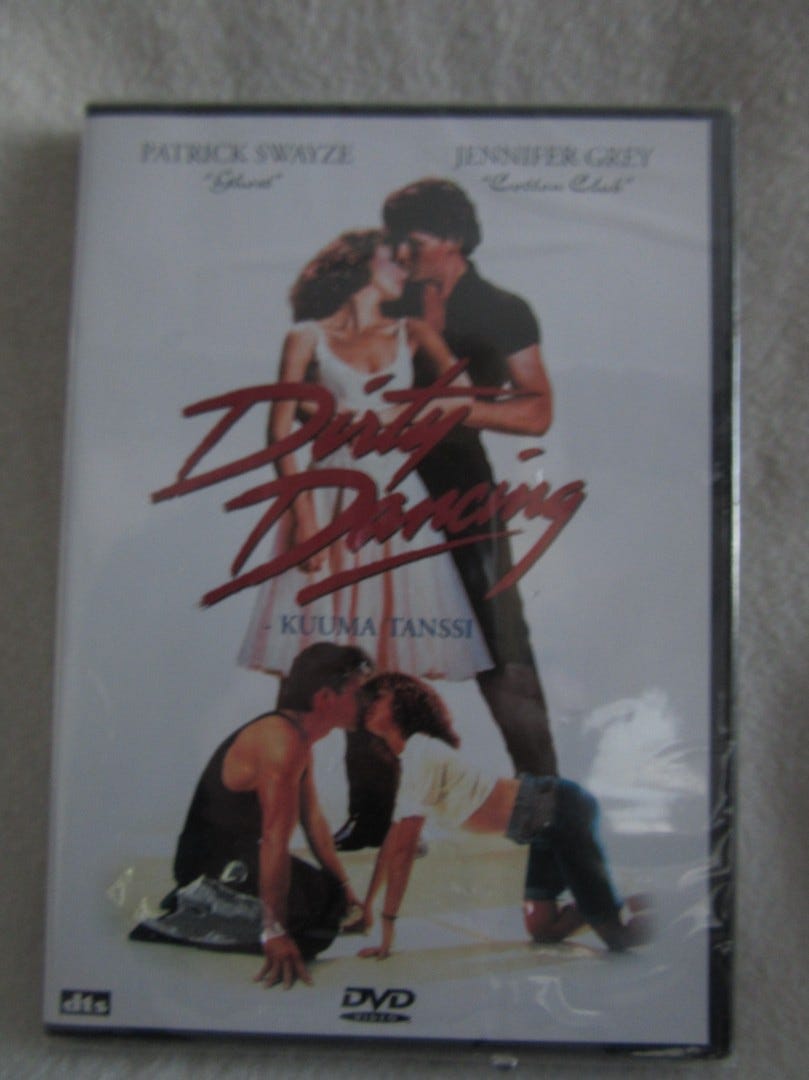 PATRICK SWAYZE
JENNIFER GREY
"Ghost"
"Cotton Club"
Dirty
Dancing
- KUUMA TANSSI
dts
DVD
VIDEO